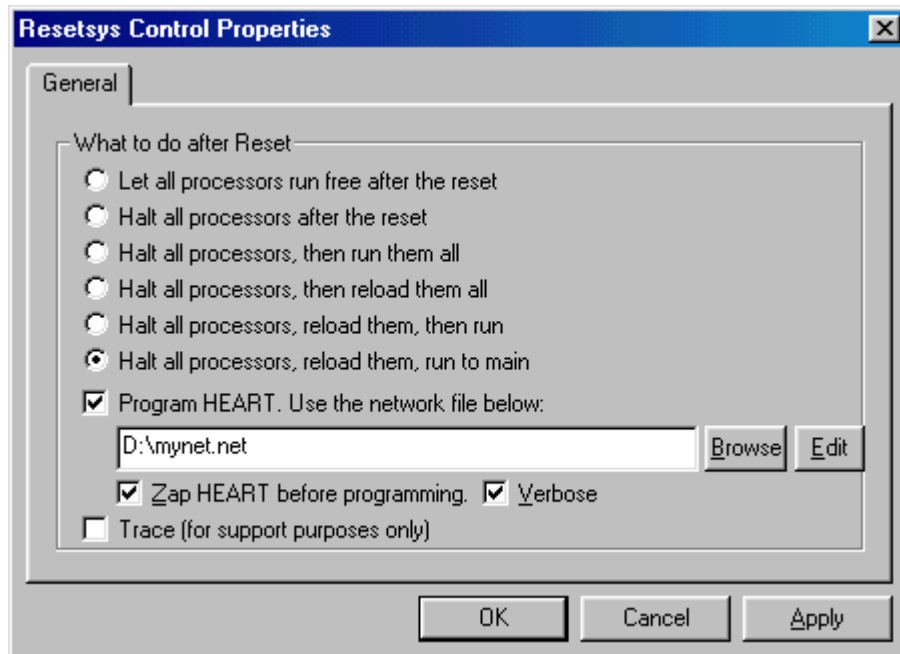 Resetsys Control Properties
General
What to do after Reset
Let all processors run free after the reset
Halt all processors after the reset
Halt all processors, then run them all
Halt all processors, then reload them all
Halt all processors, reload them, then run
Halt all processors, reload them, run to main
Program HEART. Use the network file below:
D:\mynet.net Browse Edit
Zap HEART before programming. Verbose
Trace (for support purposes only)
OK Cancel Apply